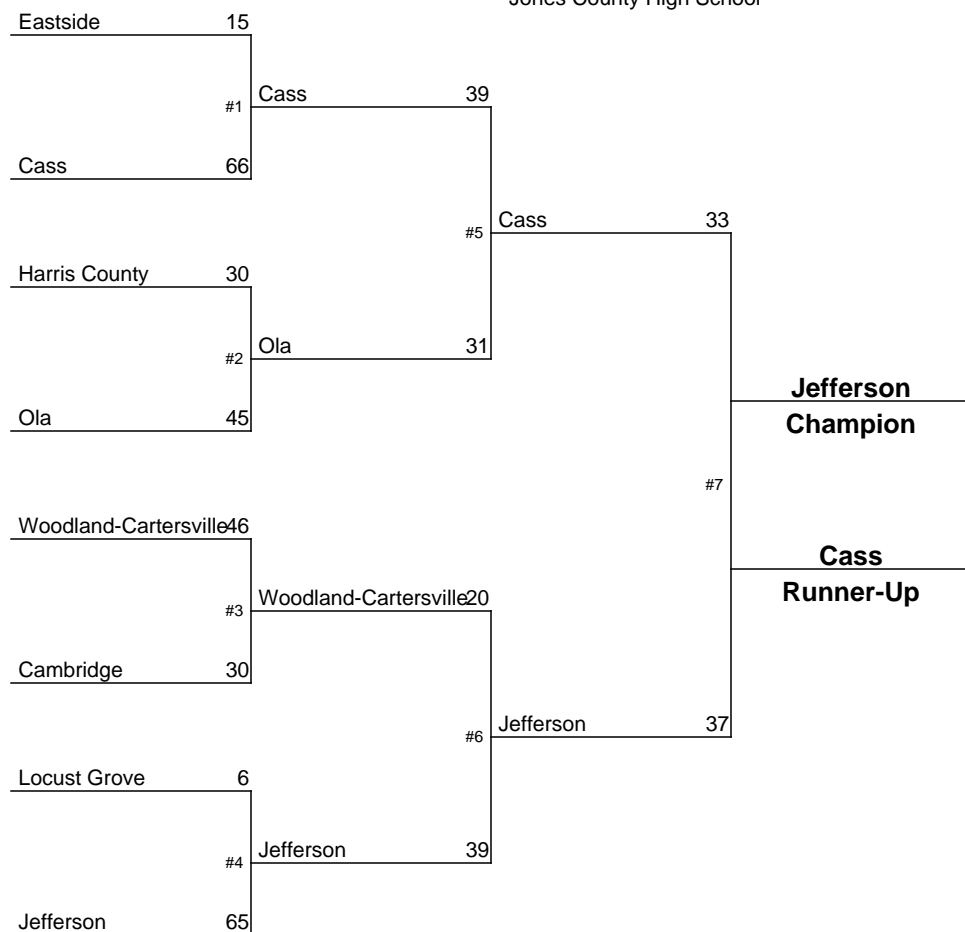 Jones County High School
Eastside 15
#1 Cass 39
Cass 66
#5 Cass 33
Harris County 30
#2 Ola 31
Ola 45
Jefferson
Champion
#7
Woodland-Cartersville 46
Cass
Runner-Up
#3 Woodland-Cartersville 20
Cambridge 30
#6 Jefferson 37
Locust Grove 6
#4 Jefferson 39
Jefferson 65